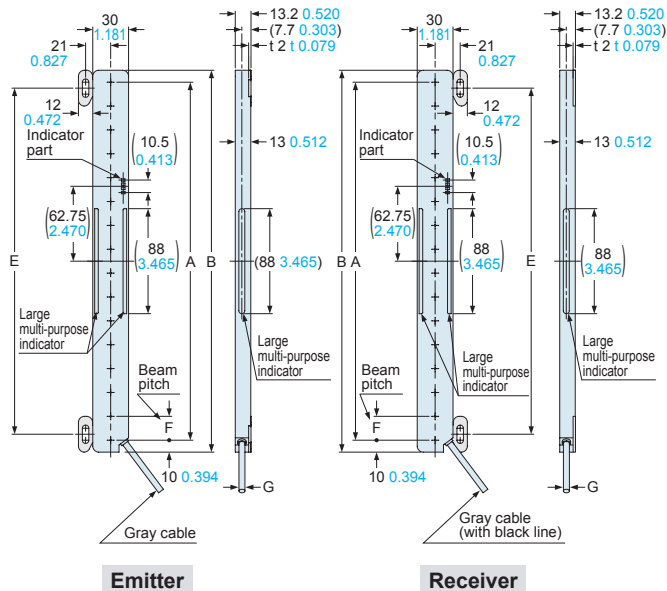 30
1.181
21
0.827
12
0.472
Indicator
part
(10.5
0.413)
(62.75
2.470)
(88
3.465)
E
A
B
Large
multi-purpose
indicator
Beam
pitch
F
10 0.394
Gray cable
Emitter
13.2 0.520
(7.7 0.303)
t 2 t 0.079
13 0.512
(88 3.465)
Large
multi-purpose
indicator
G
30
1.181
21
0.827
12
0.472
Indicator
part
(10.5
0.413)
(62.75
2.470)
(88
3.465)
B A
E
Large
multi-purpose
indicator
Beam
pitch
F
10 0.394
Gray cable
(with black line)
Receiver
13.2 0.520
(7.7 0.303)
t 2 t 0.079
13 0.512
(88
3.465)
Large
multi-purpose
indicator
G